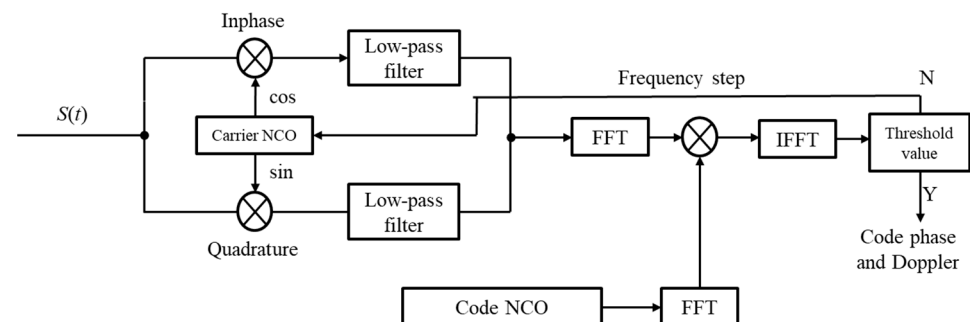 Inphase
Low-pass
filter
Frequency step
N
S(t)
cos
Carrier NCO
FFT
IFFT
Threshold
value
sin
Low-pass
filter
Y
Quadrature
Code phase
and Doppler
Code NCO
FFT